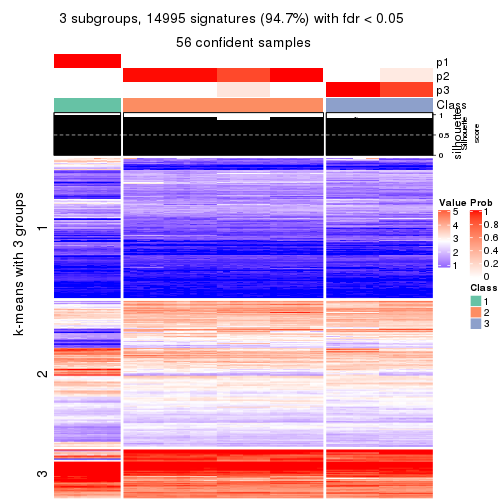 3 subgroups, 14995 signatures (94.7%) with fdr < 0.05
56 confident samples
p1
p2
p3
Class
1
0.5
0
silhouette
Silhouette
score
k-means with 3 groups
1
2
3
Value
5
4
3
2
1
Prob
1
0.8
0.6
0.4
0.2
0
Class
1
2
3